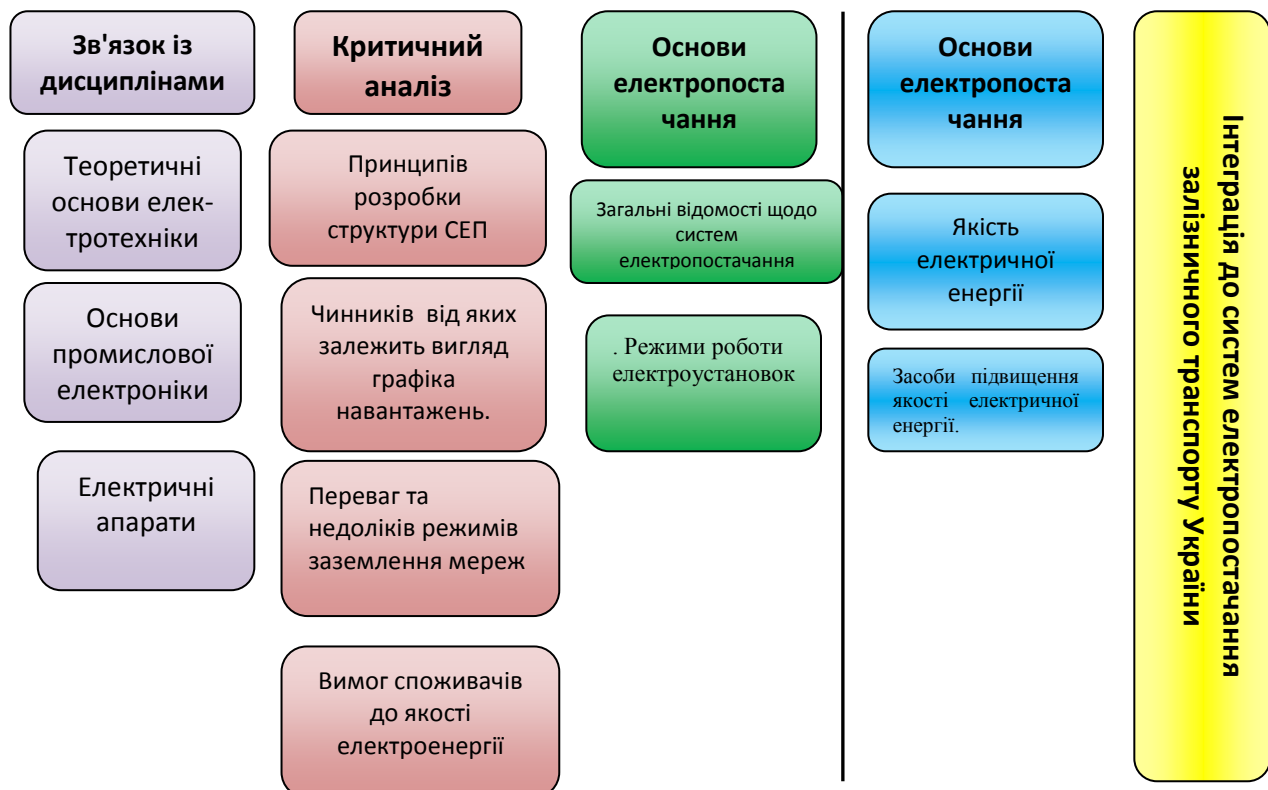 Зв'язок із
дисциплінами
Теоретичні
основи елек-
тротехніки
Основи
промислової
електроніки
Електричні
апарати
Критичний
аналіз
Принципів
розробки
структури СЕП
Чинників від яких
залежить вигляд
графіка
навантажень.
Переваг та
недоліків режимів
заземлення мереж
Вимог споживачів
до якості
електроенергії
Основи
електропоста
чання
Загальні відомості щодо
систем
електропостачання
. Режими роботи
електроустановок
Основи
електропоста
чання
Якість
електричної
енергії
Засоби підвищення
якості електричної
енергії.
Інтеграція до систем електропостачання
залізничного транспорту України